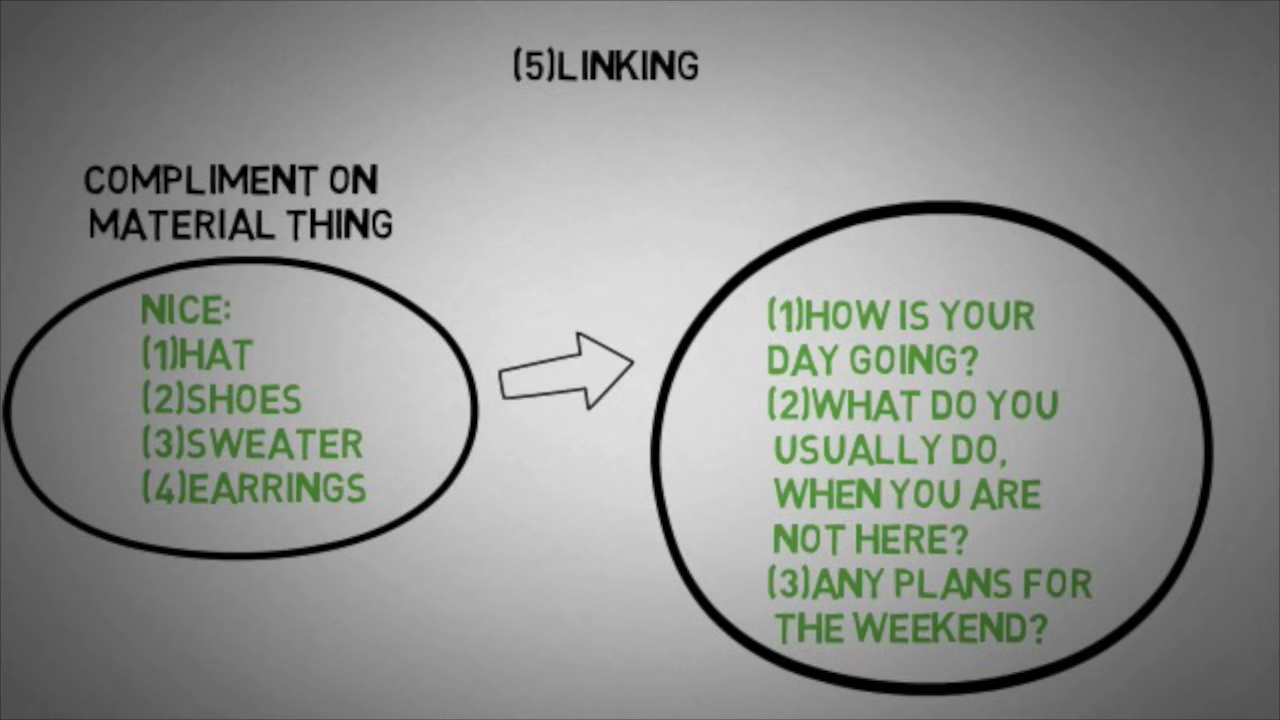 (5)LINKING
COMPLIMENT ON
MATERIAL THING
NICE:
(1)HAT
(2)SHOES
(3)SWEATER
(4)EARRINGS
(1)HOW IS YOUR
DAY GOING?
(2)WHAT DO YOU
USUALLY DO,
WHEN YOU ARE
NOT HERE?
(3)ANY PLANS FOR
THE WEEKEND?